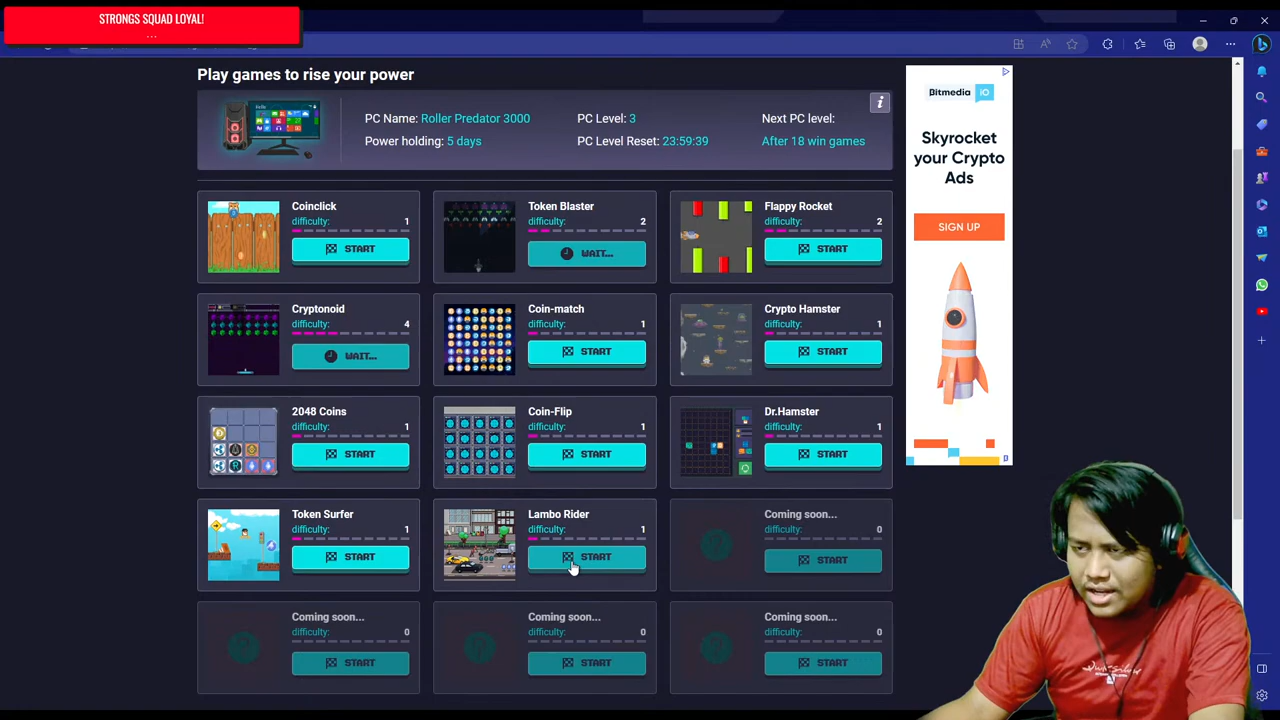 STRONGS SQUAD LOYAL!
...
Play games to rise your power
PC Name: Roller Predator 3000
PC Level: 3
Next PC level:
Power holding: 5 days
PC Level Reset: 23:59:39
After 18 win games
i
Coinclick
difficulty: 1
START
Token Blaster
difficulty: 2
WAIT...
Flappy Rocket
difficulty: 2
START
Cryptonoid
difficulty: 4
WAIT...
Coin-match
difficulty: 1
START
Crypto Hamster
difficulty: 1
START
2048 Coins
difficulty: 1
START
Coin-Flip
difficulty: 1
START
Dr.Hamster
difficulty: 1
START
Token Surfer
difficulty: 1
START
Lambo Rider
difficulty: 1
START
Coming soon...
difficulty: 0
START
Coming soon...
difficulty: 0
START
Coming soon...
difficulty: 0
START
Coming soon...
difficulty: 0
START
Bitmedia IO
Skyrocket
your Crypto
Ads
SIGN UP